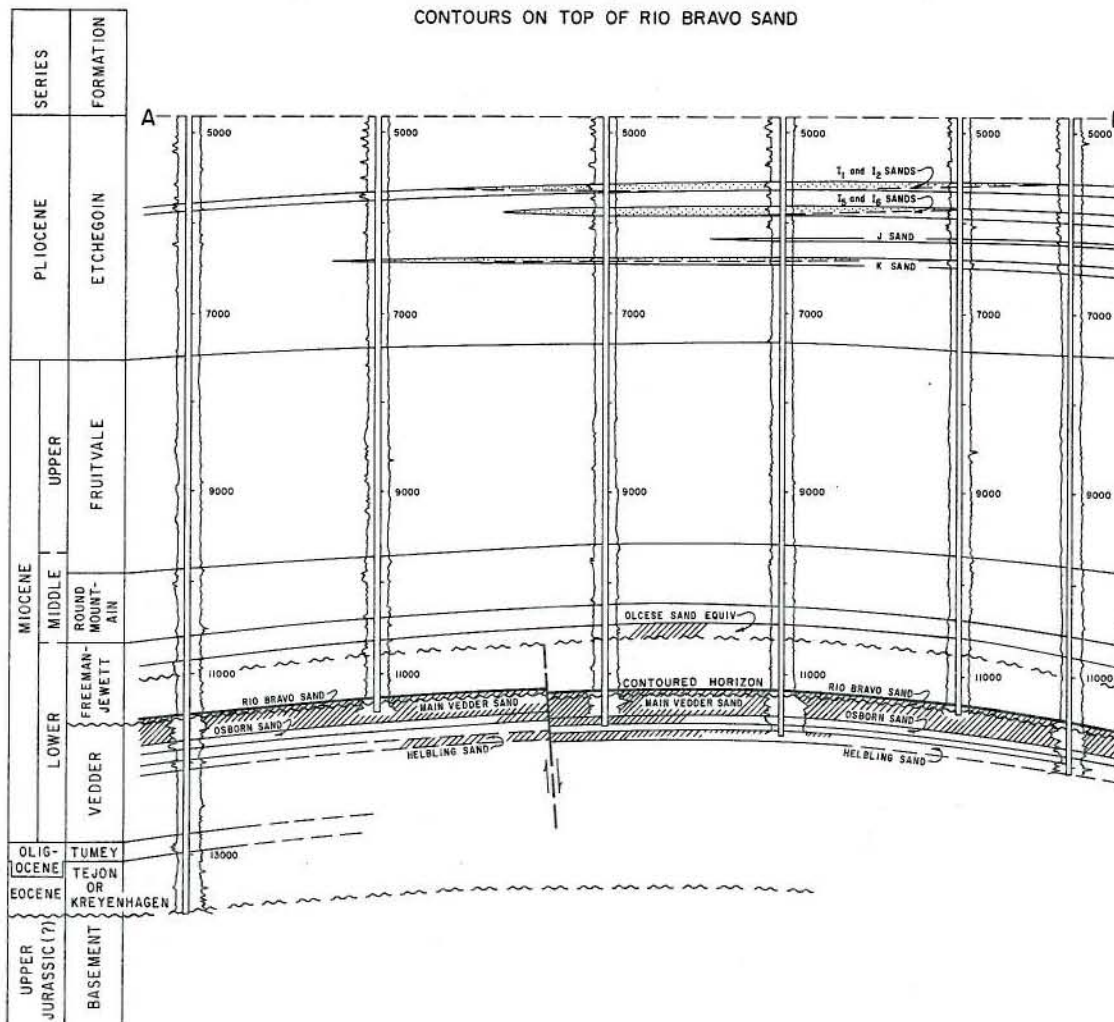 CONTOURS ON TOP OF RIO BRAVO SAND
SERIES
FORMATION
A
5000
5000
5000
5000
5000
5000
PLIOCENE
ETCHEGOIN
I₁ and I₂ SANDS
I₅ and I₆ SANDS
J SAND
K SAND
7000
7000
7000
7000
7000
7000
MIOCENE
UPPER
FRUITVALE
9000
9000
9000
9000
9000
9000
MIDDLE
ROUND
MOUNT-
AIN
OLCESE SAND EQUIV
LOWER
FREEMAN-
JEWETT
11000
11000
11000
11000
11000
11000
CONTOURED HORIZON
RIO BRAVO SAND
RIO BRAVO SAND
MAIN VEDDER SAND
MAIN VEDDER SAND
OSBORN SAND
OSBORN SAND
HELBLING SAND
HELBLING SAND
VEDDER
OLIG-
OCENE
TUMEY
13000
EOCENE
TEJON
OR
KREYENHAGEN
UPPER
JURASSIC(?)
BASEMENT